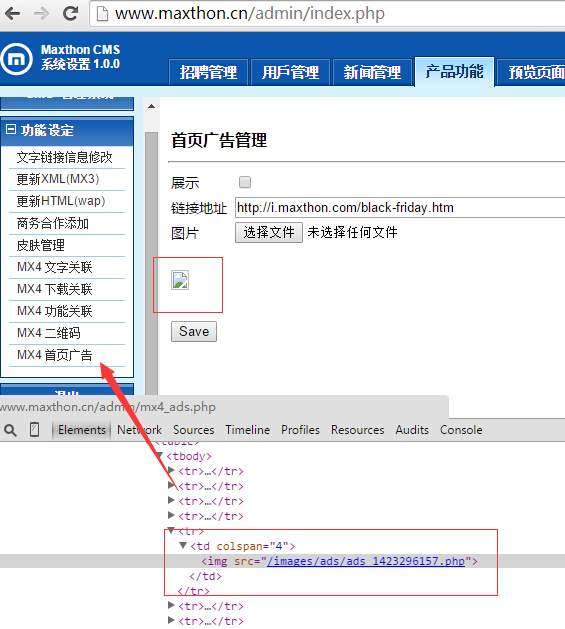 www.maxthon.cn/admin/index.php
Maxthon CMS
系统设置 1.0.0
招聘管理 用戶管理 新闻管理 产品功能 预览页面
功能设定
文字链接信息修改
更新XML(MX3)
更新HTML(wap)
商务合作添加
皮肤管理
MX4 文字关联
MX4 下载关联
MX4 功能关联
MX4 二维码
MX4 首页广告
首页广告管理
展示
链接地址 http://i.maxthon.com/black-friday.htm
图片 选择文件 未选择任何文件
Save
www.maxthon.cn/admin/mx4_ads.php
Elements Network Sources Timeline Profiles Resources Audits Console
<tbody>
<tr>…</tr>
<tr>…</tr>
<tr>…</tr>
<tr>…</tr>
<tr>
<td colspan="4">
<img src="/images/ads/ads_1423296157.php">
</td>
</tr>
<tr>…</tr>
<tr>…</tr>